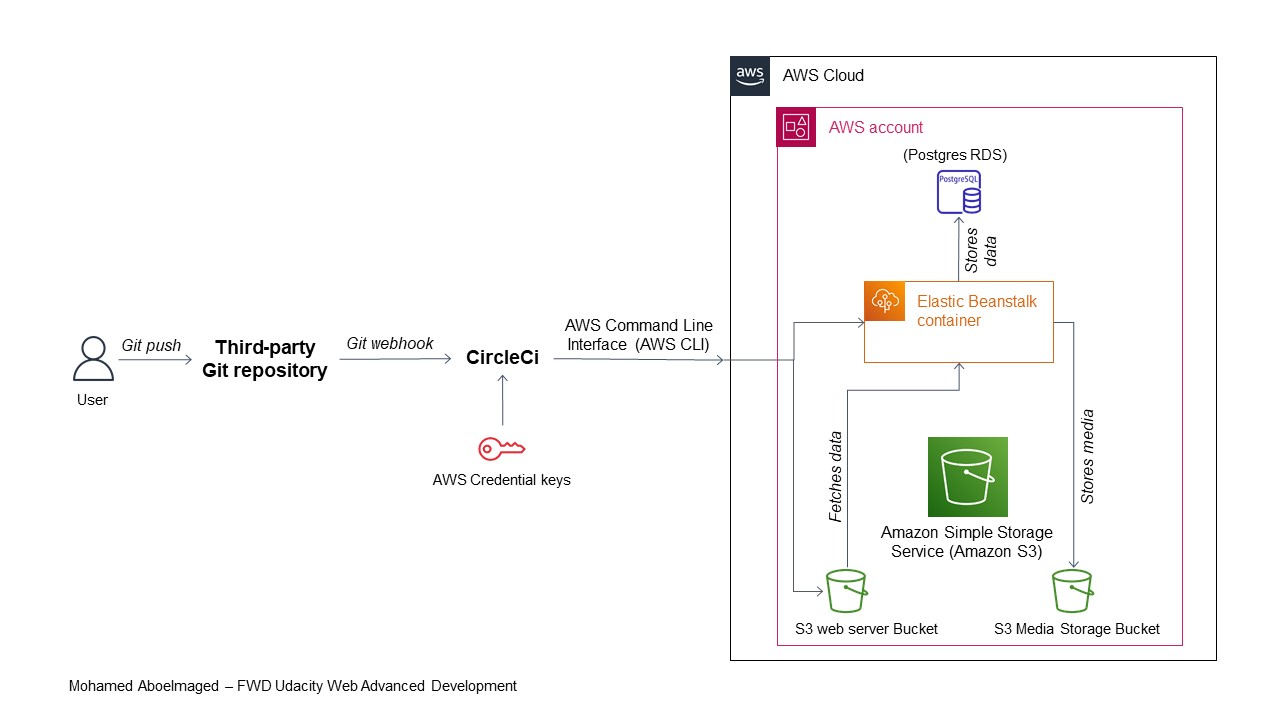 aws
AWS Cloud
AWS account
(Postgres RDS)
PostgreSQL
Stores
data
Elastic Beanstalk
container
AWS Command Line
Interface (AWS CLI)
Git push
Third-party
Git repository
Git webhook
CircleCi
User
AWS Credential keys
Fetches data
Stores media
Amazon Simple Storage
Service (Amazon S3)
S3 web server Bucket
S3 Media Storage Bucket
Mohamed Aboelmaged – FWD Udacity Web Advanced Development